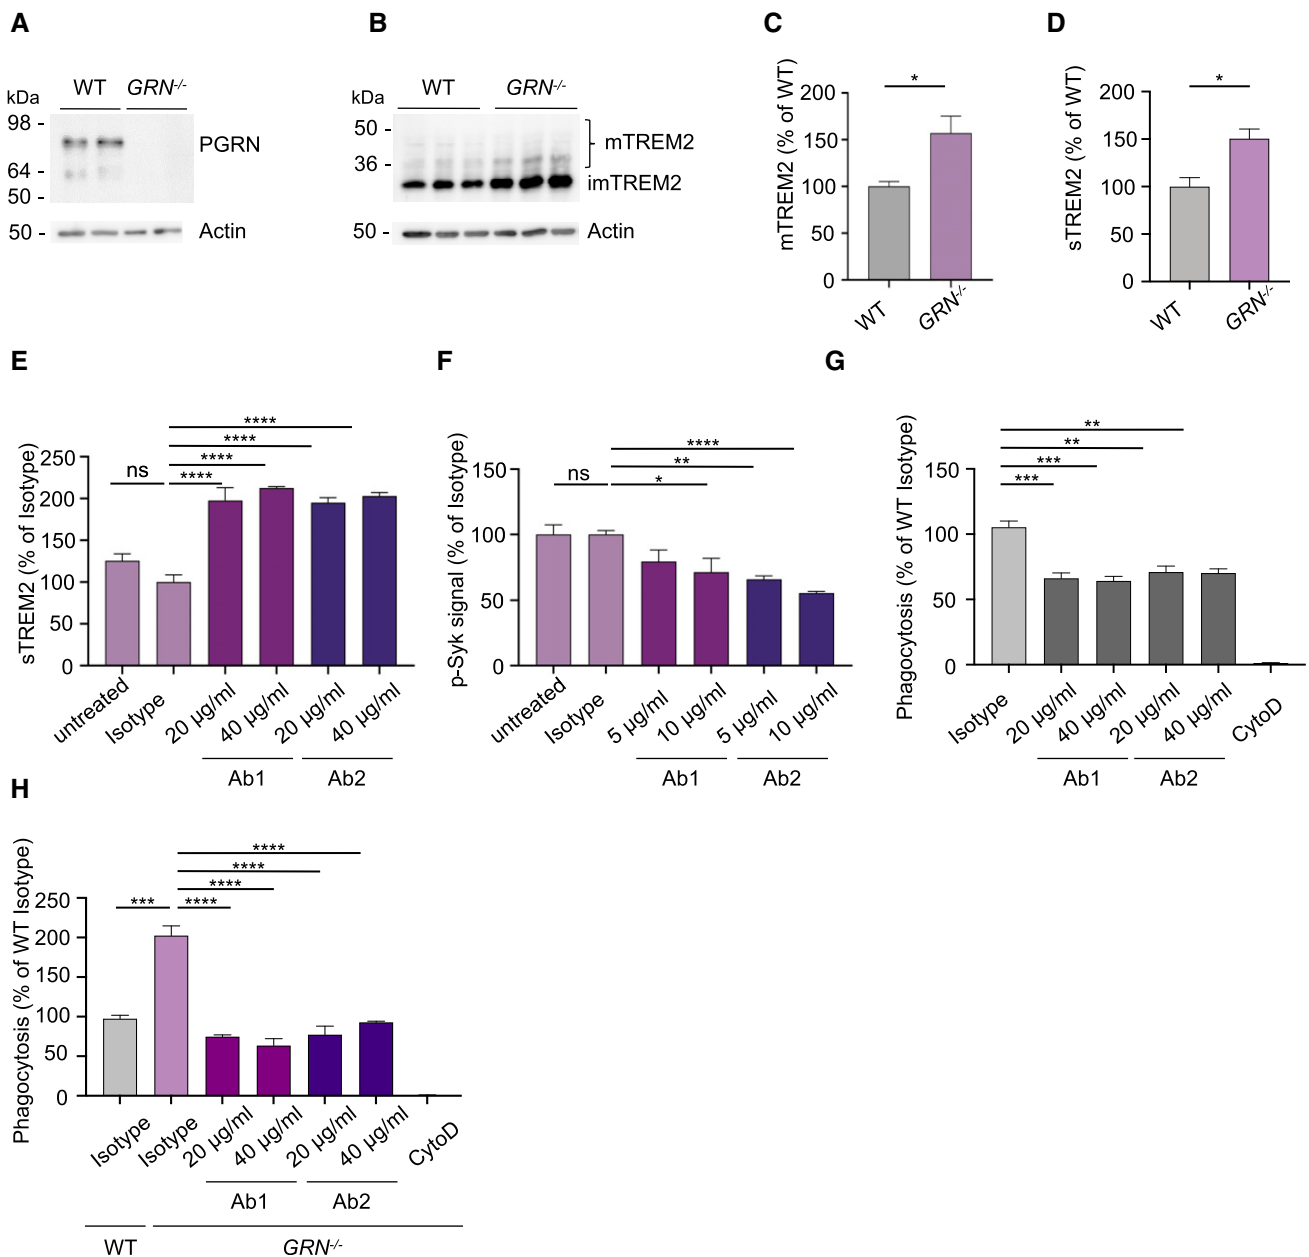 A
WT GRN-/-
kDa
98 -
64 -
50 -
PGRN
50 -
Actin
B
WT GRN-/-
kDa
50 -
36 -
mTREM2
imTREM2
50 -
Actin
C
mTREM2 (% of WT)
200
150
100
50
0
*
WT
GRN-/-
D
sTREM2 (% of WT)
200
150
100
50
0
*
WT
GRN-/-
E
sTREM2 (% of Isotype)
250
200
150
100
50
0
****
****
****
ns ****
untreated
Isotype
20 µg/ml
40 µg/ml
20 µg/ml
40 µg/ml
Ab1 Ab2
F
p-Syk signal (% of Isotype)
150
100
50
0
****
**
ns *
untreated
Isotype
5 µg/ml
10 µg/ml
5 µg/ml
10 µg/ml
Ab1 Ab2
G
Phagocytosis (% of WT Isotype)
150
100
50
0
**
**
***
***
Isotype
20 µg/ml
40 µg/ml
20 µg/ml
40 µg/ml
CytoD
Ab1 Ab2
H
Phagocytosis (% of WT Isotype)
250
200
150
100
50
0
****
****
****
*** ****
Isotype
Isotype
20 µg/ml
40 µg/ml
20 µg/ml
40 µg/ml
CytoD
Ab1 Ab2
WT GRN-/-